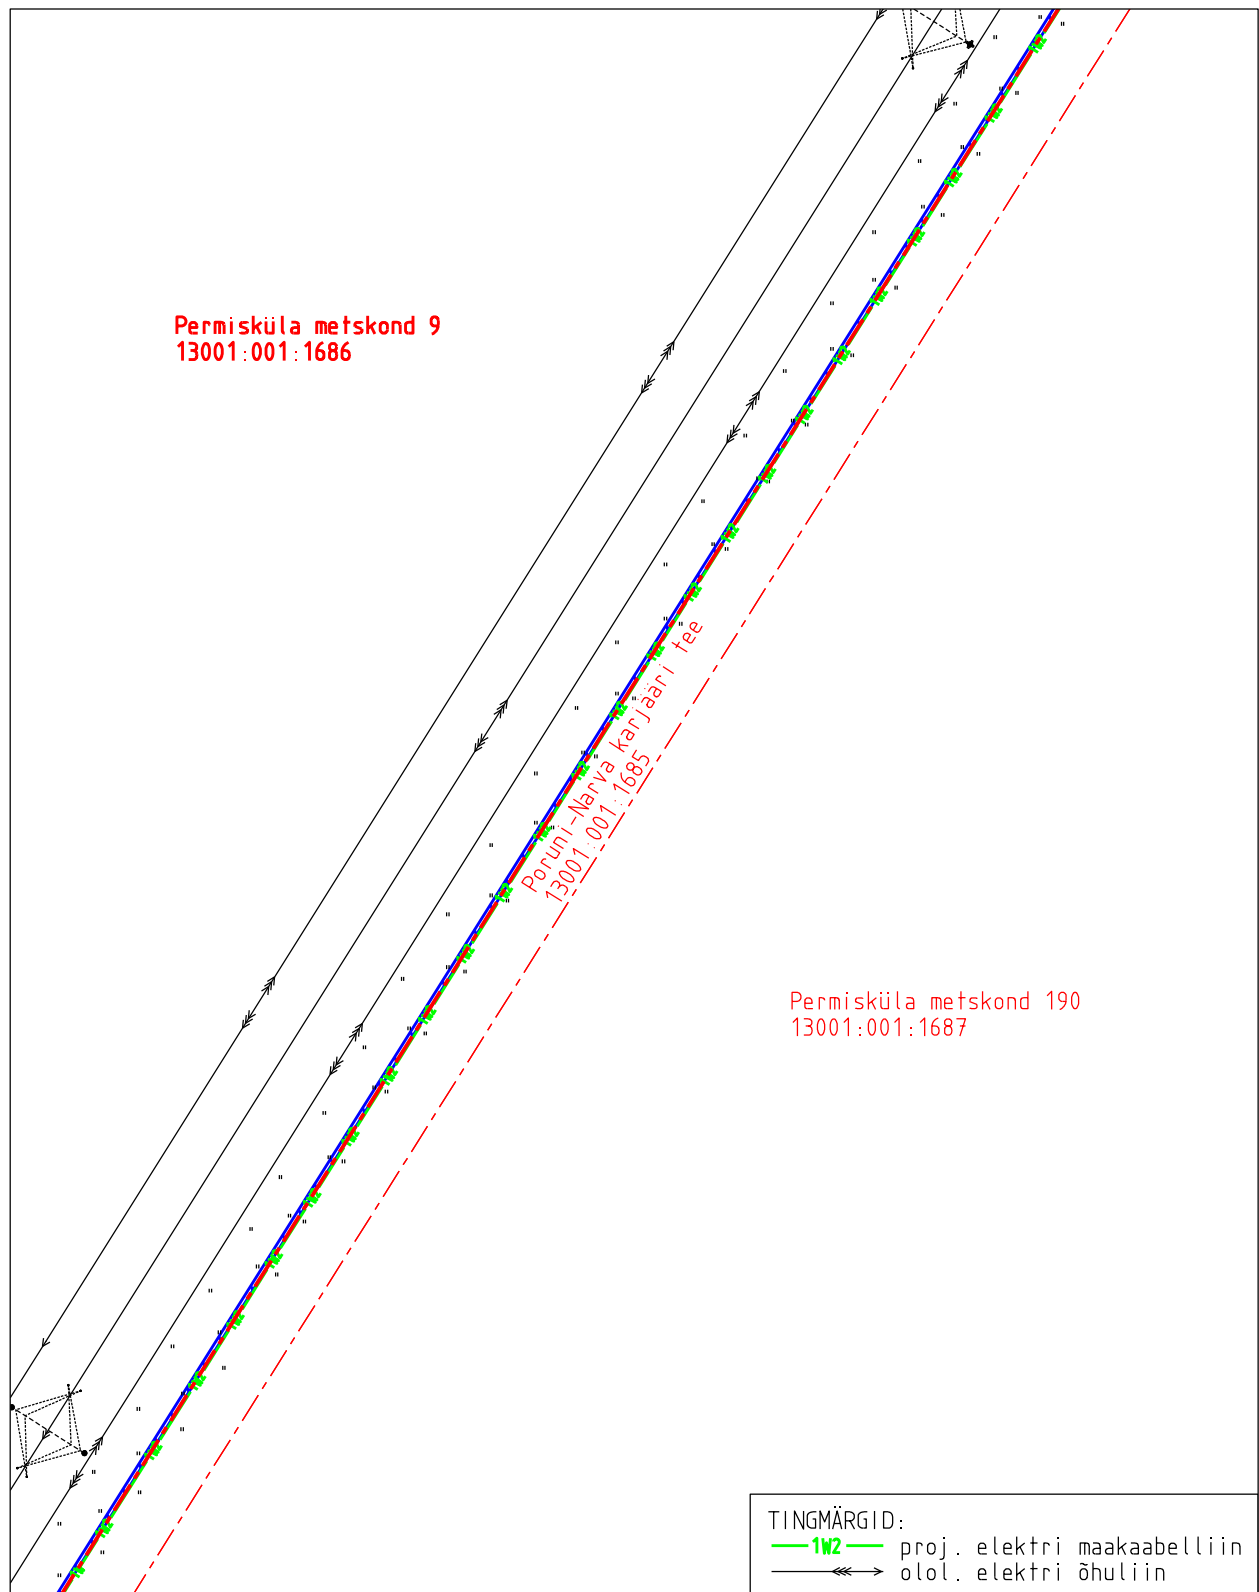 Permisküla metskond 9
13001:001:1686
Poruni-Narva karjääri tee
13001:001:1685
Permisküla metskond 190
13001:001:1687
TINGMÄRGID:
1W2 proj. elektri maakaabelliin
olol. elektri õhuliin